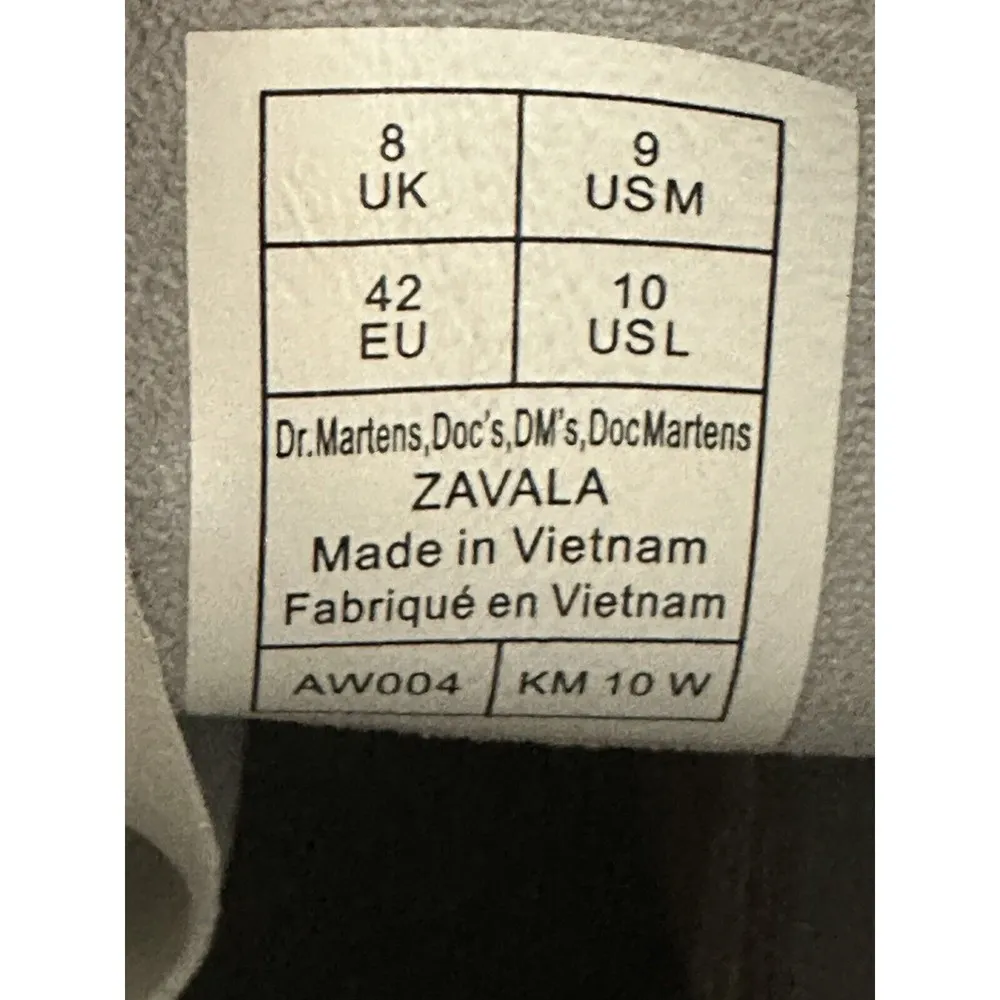 8 9
UK USM
42 10
EU USL
Dr.Martens,Doc's,DM's,DocMartens
ZAVALA
Made in Vietnam
Fabriqué en Vietnam
AW004 KM 10 W